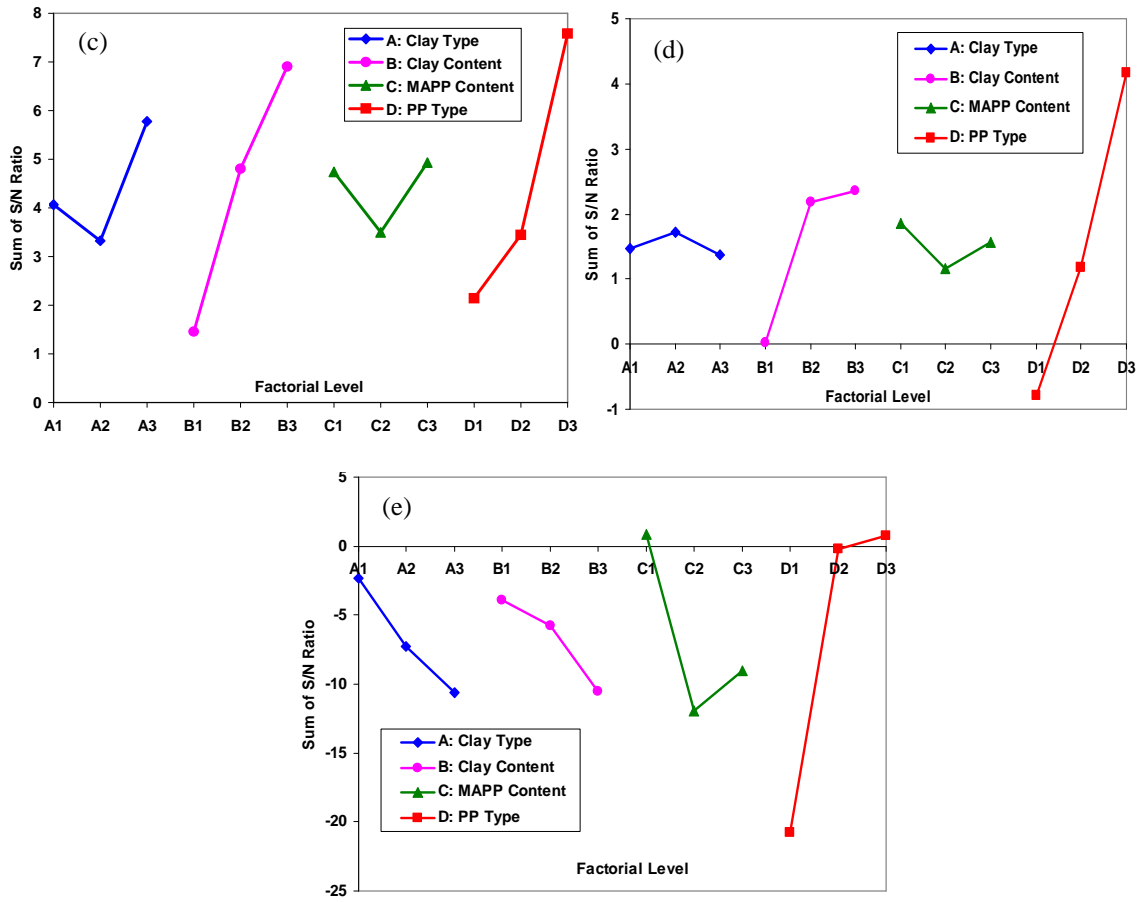 (c)
A: Clay Type
B: Clay Content
C: MAPP Content
D: PP Type
8
7
6
5
4
3
2
1
0
Sum of S/N Ratio
Factorial Level
A1 A2 A3 B1 B2 B3 C1 C2 C3 D1 D2 D3
(d)
A: Clay Type
B: Clay Content
C: MAPP Content
D: PP Type
5
4
3
2
1
0
-1
Sum of S/N Ratio
A1 A2 A3 B1 B2 B3 C1 C2 C3 D1 D2 D3
Factorial Level
(e)
5
0
-5
-10
-15
-20
-25
Sum of S/N Ratio
A1 A2 A3 B1 B2 B3 C1 C2 C3 D1 D2 D3
A: Clay Type
B: Clay Content
C: MAPP Content
D: PP Type
Factorial Level